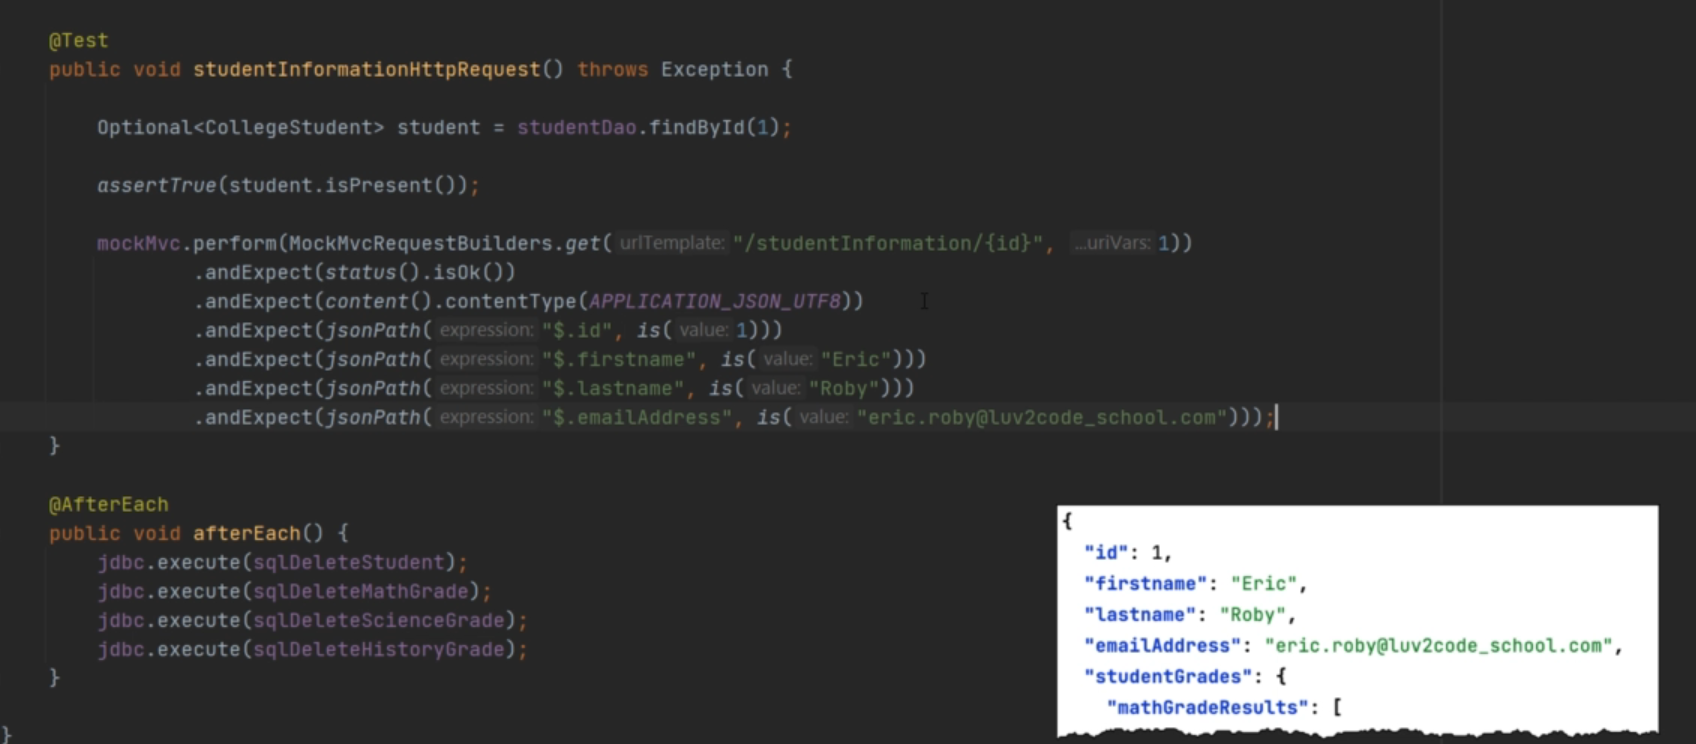 @Test
public void studentInformationHttpRequest() throws Exception {
Optional<CollegeStudent> student = studentDao.findById(1);
assertTrue(student.isPresent());
mockMvc.perform(MockMvcRequestBuilders.get( urlTemplate: "/studentInformation/{id}", ...uriVars: 1))
.andExpect(status().isOk())
.andExpect(content().contentType(APPLICATION_JSON_UTF8))
.andExpect(jsonPath( expression: "$.id", is( value: 1)))
.andExpect(jsonPath( expression: "$.firstname", is( value: "Eric")))
.andExpect(jsonPath( expression: "$.lastname", is( value: "Roby")))
.andExpect(jsonPath( expression: "$.emailAddress", is( value: "eric.roby@luv2code_school.com")));
}
@AfterEach
public void afterEach() {
jdbc.execute(sqlDeleteStudent);
jdbc.execute(sqlDeleteMathGrade);
jdbc.execute(sqlDeleteScienceGrade);
jdbc.execute(sqlDeleteHistoryGrade);
}
}
{
"id": 1,
"firstname": "Eric",
"lastname": "Roby",
"emailAddress": "eric.roby@luv2code_school.com",
"studentGrades": {
"mathGradeResults": [